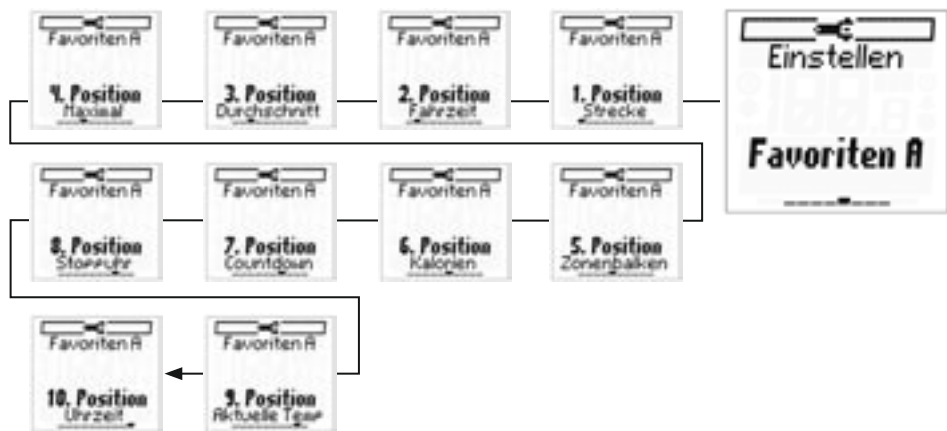 Favoriten A
4. Position
Maximal
Favoriten A
3. Position
Durchschnitt
Favoriten A
2. Position
Fahrzeit
Favoriten A
1. Position
Strecke
Einstellen
Favoriten A
Favoriten A
8. Position
Stoppuhr
Favoriten A
7. Position
Countdown
Favoriten A
6. Position
Kalorien
Favoriten A
5. Position
Zonenbalken
Favoriten A
10. Position
Uhrzeit
Favoriten A
9. Position
Aktuelle Temp